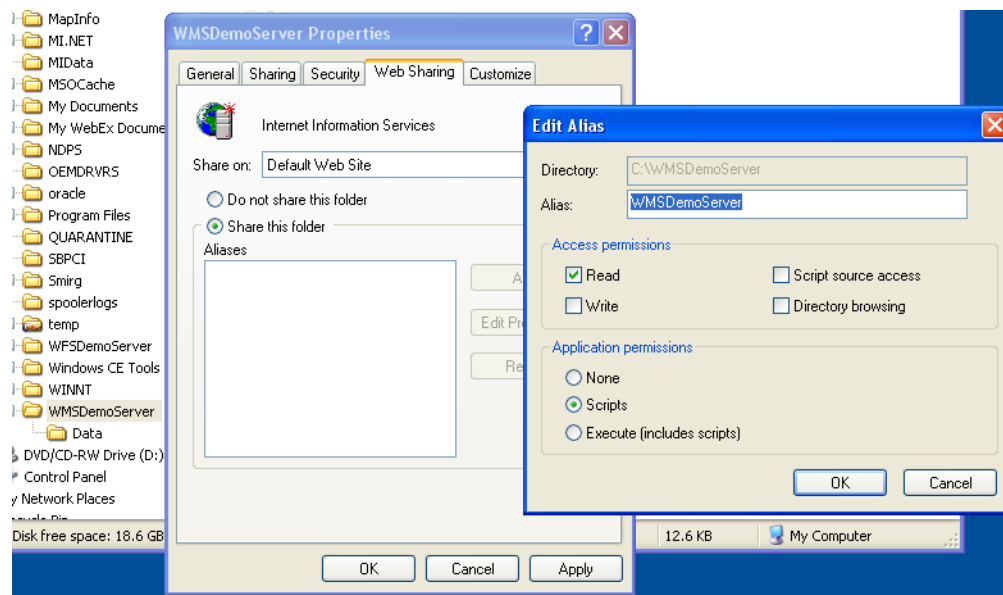 MapInfo
MI.NET
MIData
MSOCache
My Documents
My WebEx Docume
NDPS
OEMDRVRS
oracle
Program Files
QUARANTINE
SBPCI
Smirg
spoolerlogs
temp
WFSDemoServer
Windows CE Tools
WINNT
WMSDemoServer
Data
DVD/CD-RW Drive (D:)
Control Panel
y Network Places
Disk free space: 18.6 GB
WMSDemoServer Properties
General Sharing Security Web Sharing Customize
Internet Information Services
Share on: Default Web Site
Do not share this folder
Share this folder
Aliases
A
Edit Pr
Re
OK Cancel Apply
Edit Alias
Directory: C:\WMSDemoServer
Alias: WMSDemoServer
Access permissions
Read Script source access
Write Directory browsing
Application permissions
None
Scripts
Execute (includes scripts)
OK Cancel
12.6 KB My Computer